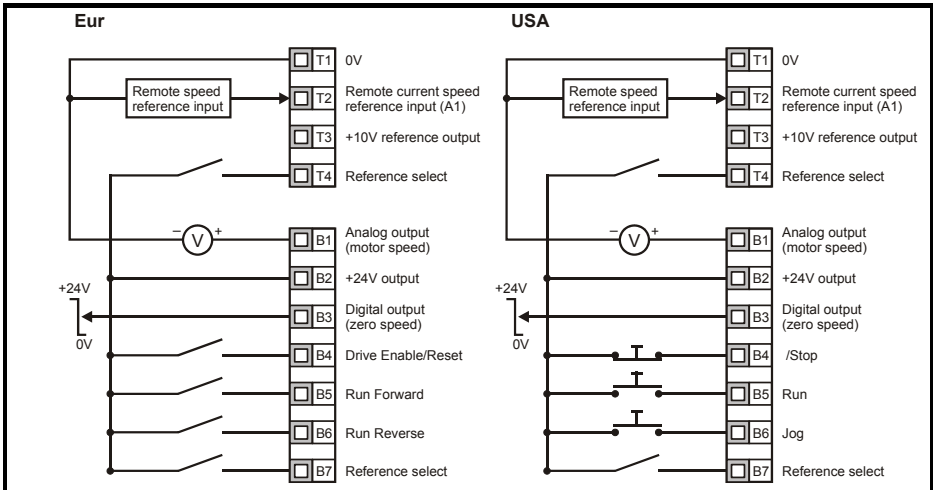 Eur
T1 0V
Remote speed
reference input
T2 Remote current speed
reference input (A1)
T3 +10V reference output
T4 Reference select
– V +
B1 Analog output
(motor speed)
B2 +24V output
+24V
0V
B3 Digital output
(zero speed)
B4 Drive Enable/Reset
B5 Run Forward
B6 Run Reverse
B7 Reference select
USA
T1 0V
Remote speed
reference input
T2 Remote current speed
reference input (A1)
T3 +10V reference output
T4 Reference select
– V +
B1 Analog output
(motor speed)
B2 +24V output
+24V
0V
B3 Digital output
(zero speed)
B4 /Stop
B5 Run
B6 Jog
B7 Reference select